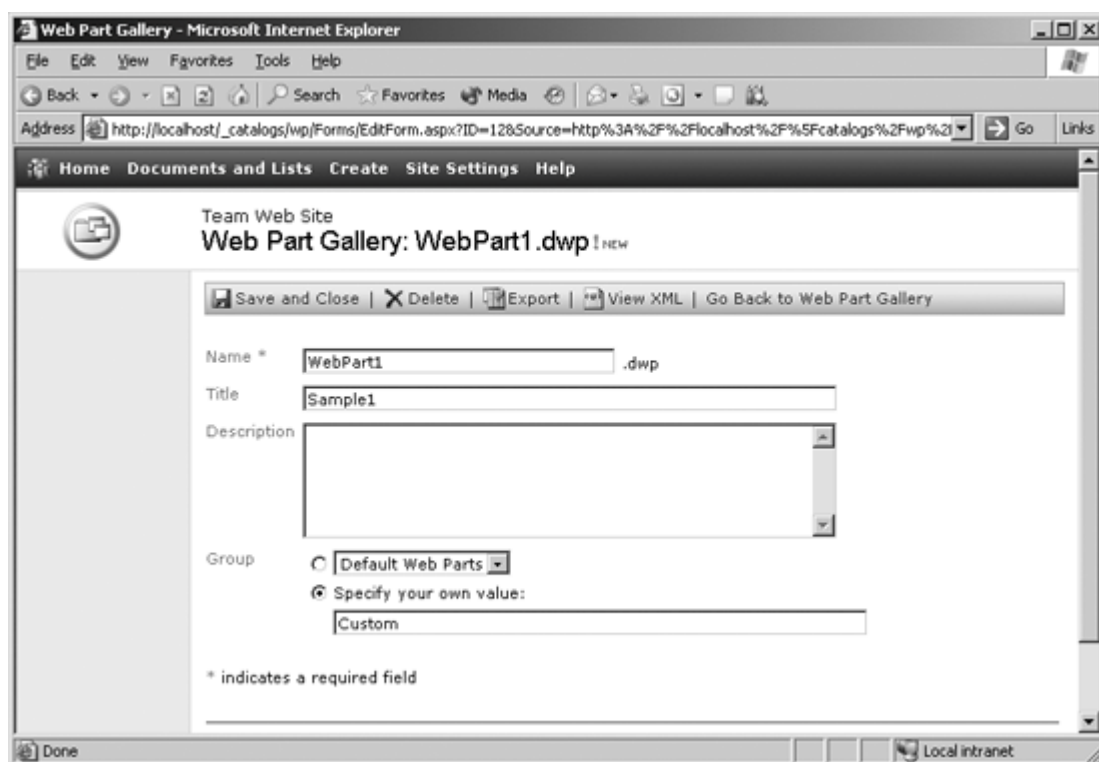 Web Part Gallery - Microsoft Internet Explorer
File Edit View Favorites Tools Help
Back Search Favorites Media
Address http://localhost/_catalogs/wp/Forms/EditForm.aspx?ID=12&Source=http%3A%2F%2Flocalhost%2F%5Fcatalogs%2Fwp%2 Go Links
Home Documents and Lists Create Site Settings Help
Team Web Site
Web Part Gallery: WebPart1.dwp ! NEW
Save and Close | Delete | Export | View XML | Go Back to Web Part Gallery
Name * WebPart1 .dwp
Title Sample1
Description
Group Default Web Parts
Specify your own value:
Custom
* indicates a required field
Done Local intranet